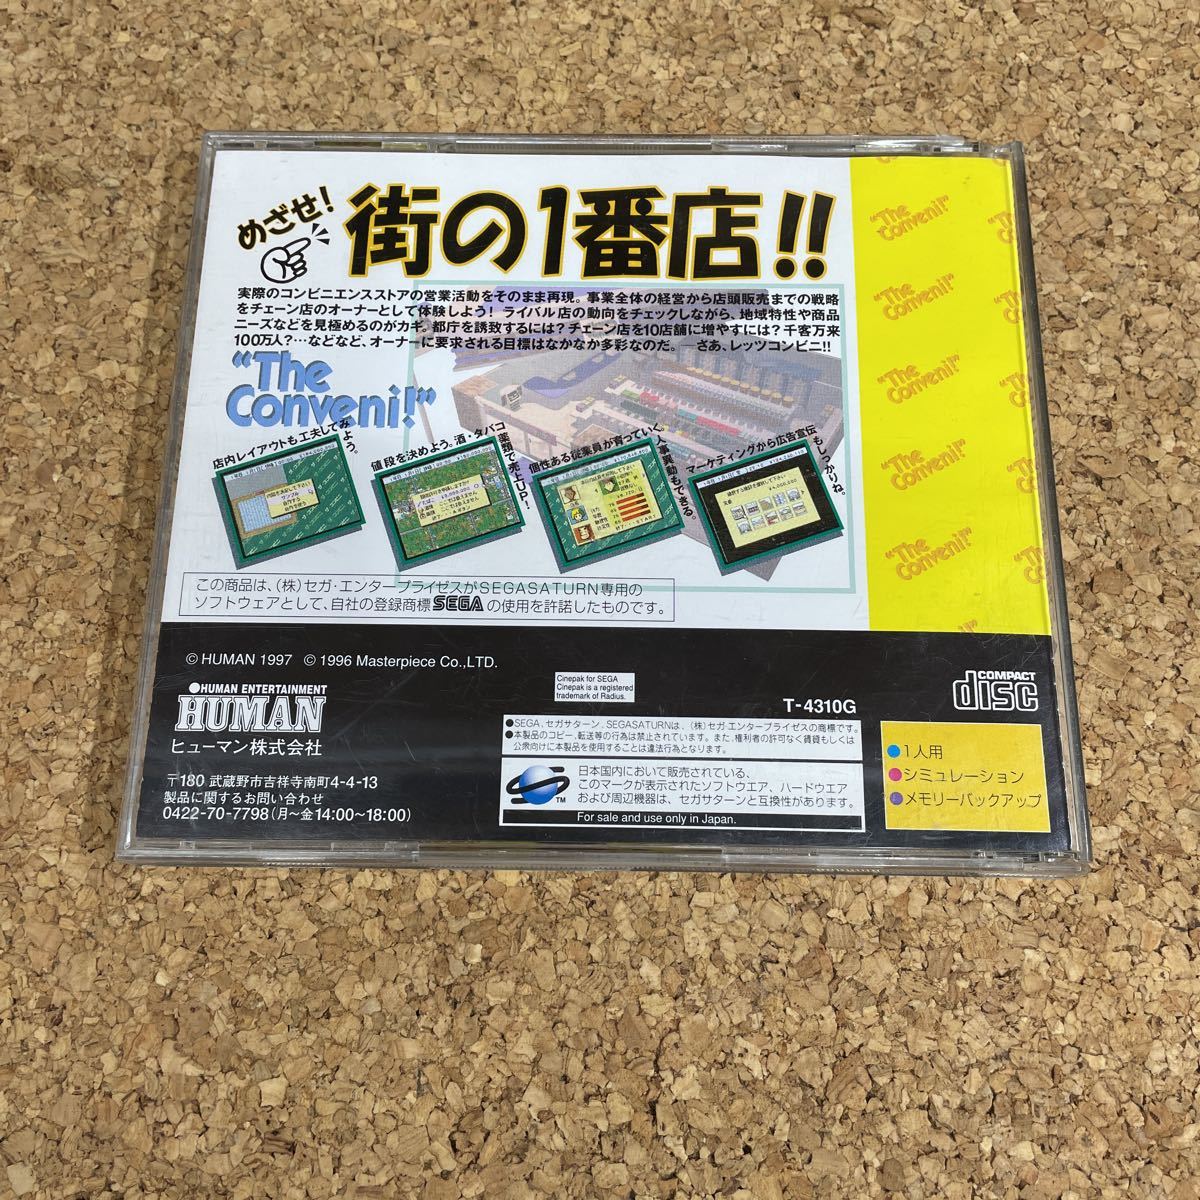 めざせ!
街の1番店!!
実際のコンビニエンスストアの営業活動をそのまま再現。事業全体の経営から店頭販売までの戦略
をチェーン店のオーナーとして体験しよう! ライバル店の動向をチェックしながら、地域特性や商品
ニーズなどを見極めるのがカギ。都庁を誘致するには?チェーン店を10店舗に増やすには?千客万来
100万人?…などなど、オーナーに要求される目標はなかなか多彩なのだ。—さあ、レッツコンビニ!!
"The
Conveni!"
店内レイアウトも工夫してみよう。
値段を決めよう。酒・タバコ
薬類で売上UP!
個性ある従業員が育っていく。
人事異動もできる。
マーケティングから広告宣伝
もしっかりね。
この商品は、(株)セガ・エンタープライゼスがSEGASATURN専用の
ソフトウェアとして、自社の登録商標SEGAの使用を許諾したものです。
"The
Conveni!"
"The
Conveni!"
"The
Conveni!"
"The
Conveni!"
"The
Conveni!"
© HUMAN 1997 © 1996 Masterpiece Co.,LTD.
●HUMAN ENTERTAINMENT
HUMAN
ヒューマン株式会社
〒180 武蔵野市吉祥寺南町4-4-13
製品に関するお問い合わせ
0422-70-7798(月〜金14:00〜18:00)
Cinepak for SEGA
Cinepak is a registered
trademark of Radius.
T-4310G
COMPACT
disc
●SEGA、セガサターン、SEGASATURNは、(株)セガ・エンタープライゼスの商標です。
●本製品のコピー、転送等の行為は禁止されています。また、権利者の許可なく賃貸もしくは
公衆向けに本製品を使用することは違法行為となります。
TM
日本国内において販売されている、
このマークが表示されたソフトウエア、ハードウエア
および周辺機器は、セガサターンと互換性があります。
For sale and use only in Japan.
●1人用
●シミュレーション
●メモリーバックアップ